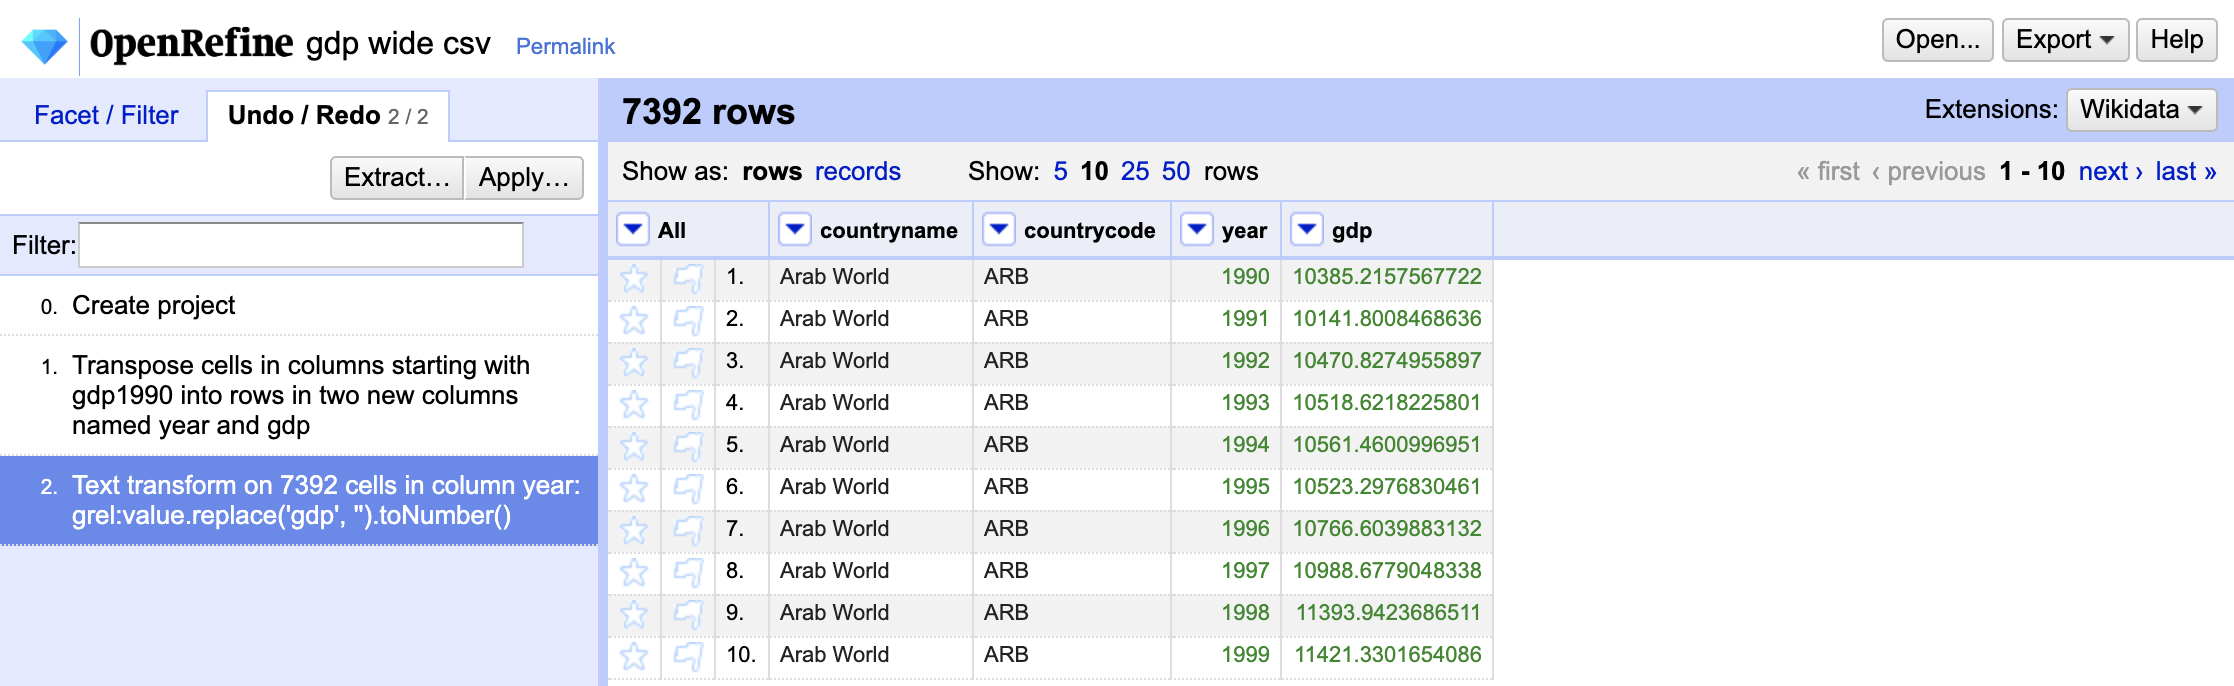 OpenRefine gdp wide csv Permalink
Open... Export Help
Facet / Filter Undo / Redo 2 / 2
Extract... Apply...
Filter:
0. Create project
1. Transpose cells in columns starting with
gdp1990 into rows in two new columns
named year and gdp
2. Text transform on 7392 cells in column year:
grel:value.replace('gdp', '').toNumber()
7392 rows
Extensions: Wikidata
Show as: rows records Show: 5 10 25 50 rows
« first ‹ previous 1 - 10 next › last »
All countryname countrycode year gdp
1. Arab World ARB 1990 10385.2157567722
2. Arab World ARB 1991 10141.8008468636
3. Arab World ARB 1992 10470.8274955897
4. Arab World ARB 1993 10518.6218225801
5. Arab World ARB 1994 10561.4600996951
6. Arab World ARB 1995 10523.2976830461
7. Arab World ARB 1996 10766.6039883132
8. Arab World ARB 1997 10988.6779048338
9. Arab World ARB 1998 11393.9423686511
10. Arab World ARB 1999 11421.3301654086